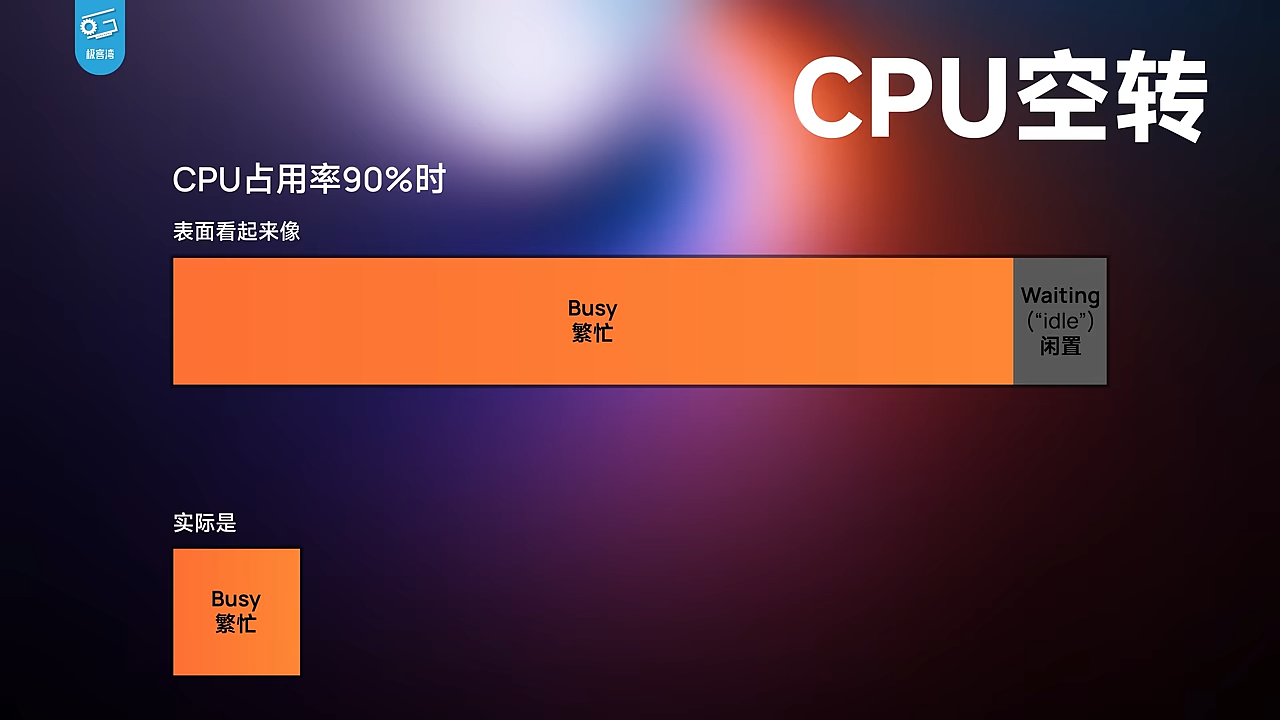 极客湾
CPU空转
CPU占用率90%时
表面看起来像
Busy
繁忙
Waiting
(“idle”)
闲置
实际是
Busy
繁忙